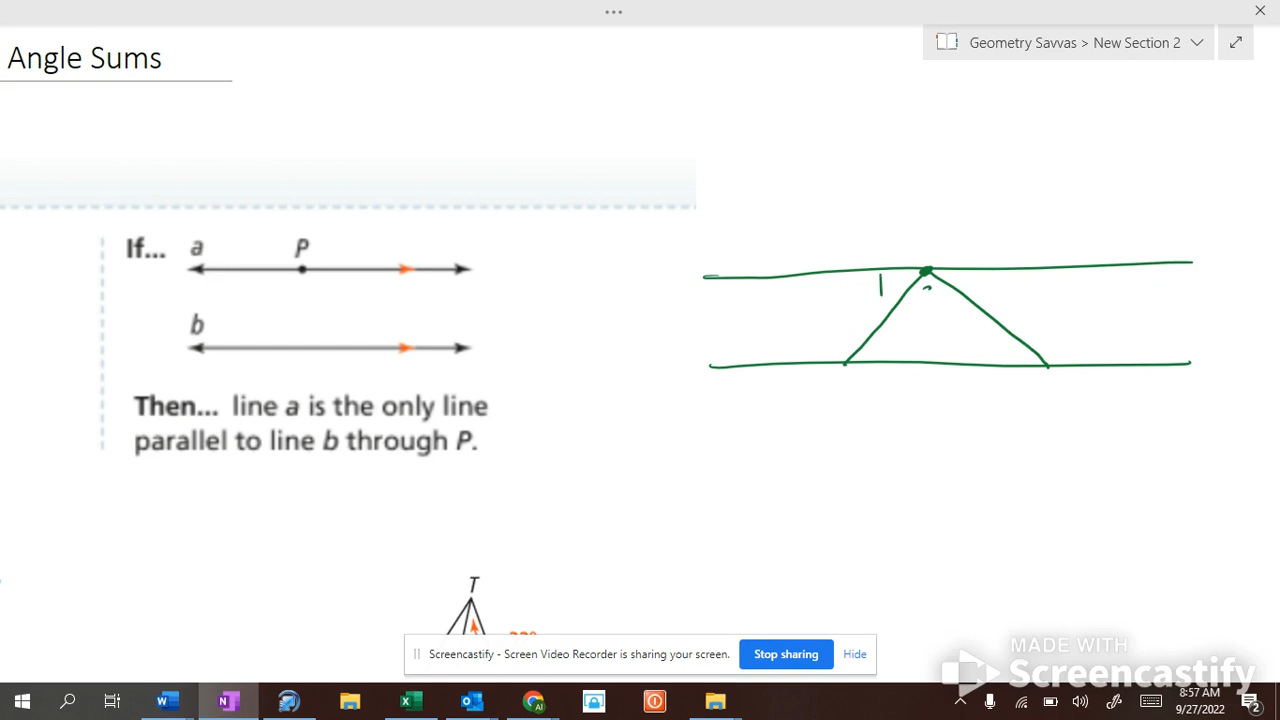 Angle Sums
Geometry Savvas > New Section 2
If... a P
b
Then... line a is the only line
parallel to line b through P.
1
T
Screencastify - Screen Video Recorder is sharing your screen.
Stop sharing
Hide
MADE WITH
Screencastify
8:57 AM
9/27/2022
2